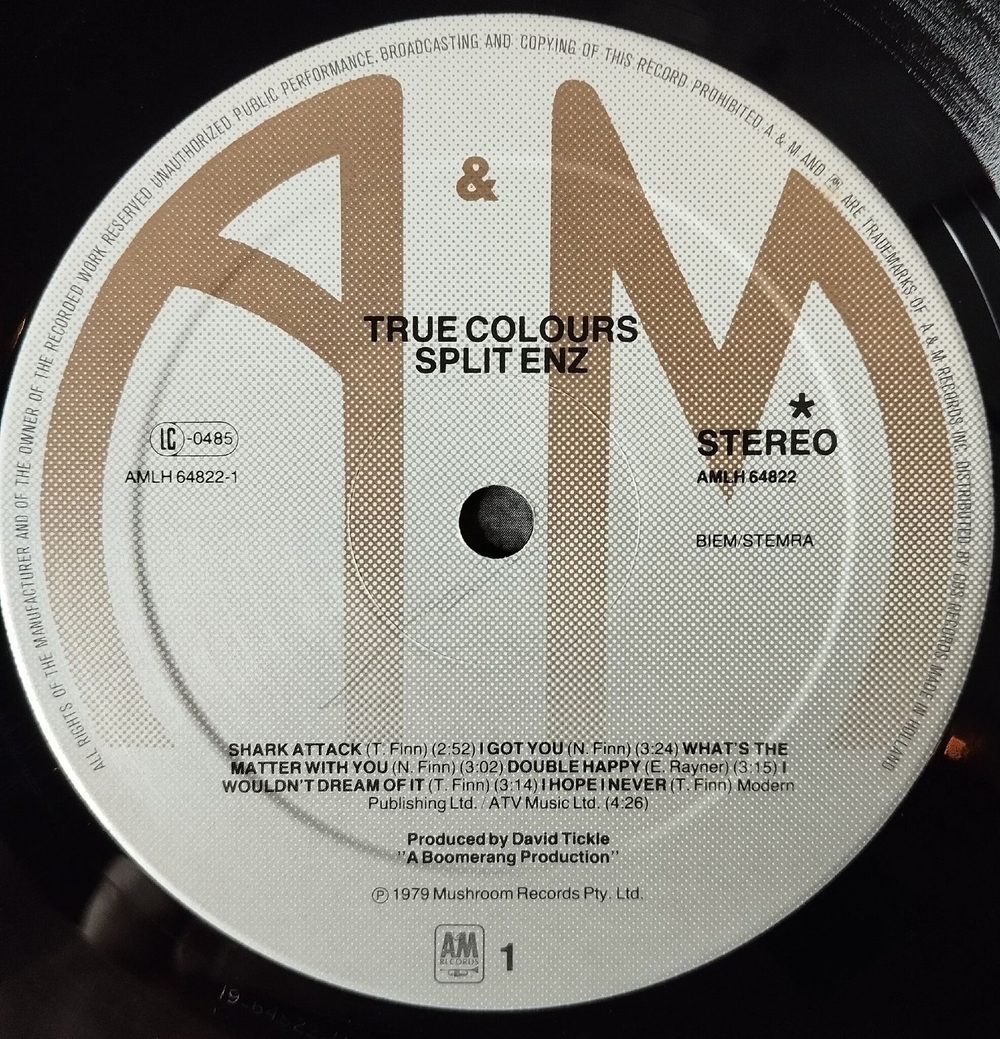 ALL RIGHTS OF THE MANUFACTURER AND OF THE OWNER OF THE RECORDED WORK RESERVED UNAUTHORIZED PUBLIC PERFORMANCE BROADCASTING AND COPYING OF THIS RECORD PROHIBITED A & M AND AM ARE TRADEMARKS OF A & M RECORDS INC. DISTRIBUTED BY CBS RECORDS MADE IN HOLLAND
A & M
TRUE COLOURS
SPLIT ENZ
LC -0485
AMLH 64822-1
*
STEREO
AMLH 64822
BIEM/STEMRA
SHARK ATTACK (T. Finn) (2:52) I GOT YOU (N. Finn) (3:24) WHAT'S THE
MATTER WITH YOU (N. Finn) (3:02) DOUBLE HAPPY (E. Rayner) (3:15) I
WOULDN'T DREAM OF IT (T. Finn) (3:14) I HOPE I NEVER (T. Finn) Modern
Publishing Ltd. / ATV Music Ltd. (4:26)
Produced by David Tickle
"A Boomerang Production"
Ⓟ 1979 Mushroom Records Pty. Ltd.
AM
RECORDS
1